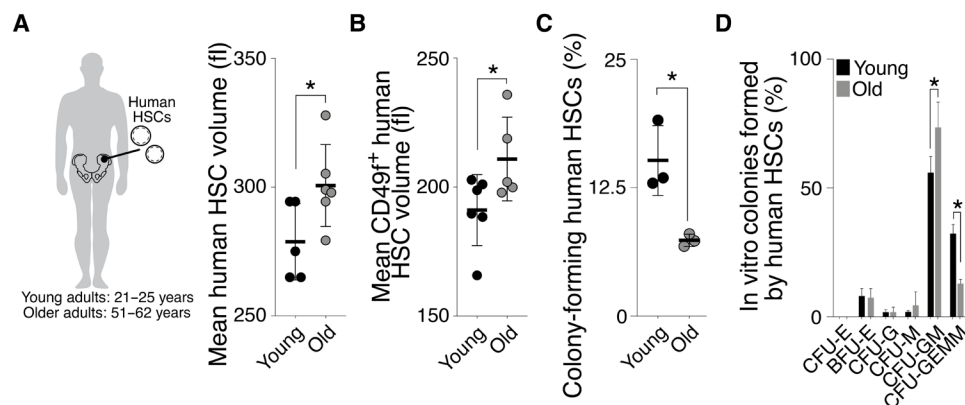 A
Human
HSCs
Young adults: 21–25 years
Older adults: 51–62 years
Mean human HSC volume (fl)
350
300
250
*
Young
Old
B
Mean CD49f⁺ human
HSC volume (fl)
250
200
150
*
Young
Old
C
Colony-forming human HSCs (%)
25
12.5
0
*
Young
Old
D
In vitro colonies formed
by human HSCs (%)
100
50
0
Young
Old
*
*
CFU-E
BFU-E
CFU-G
CFU-M
CFU-GM
CFU-GEMM